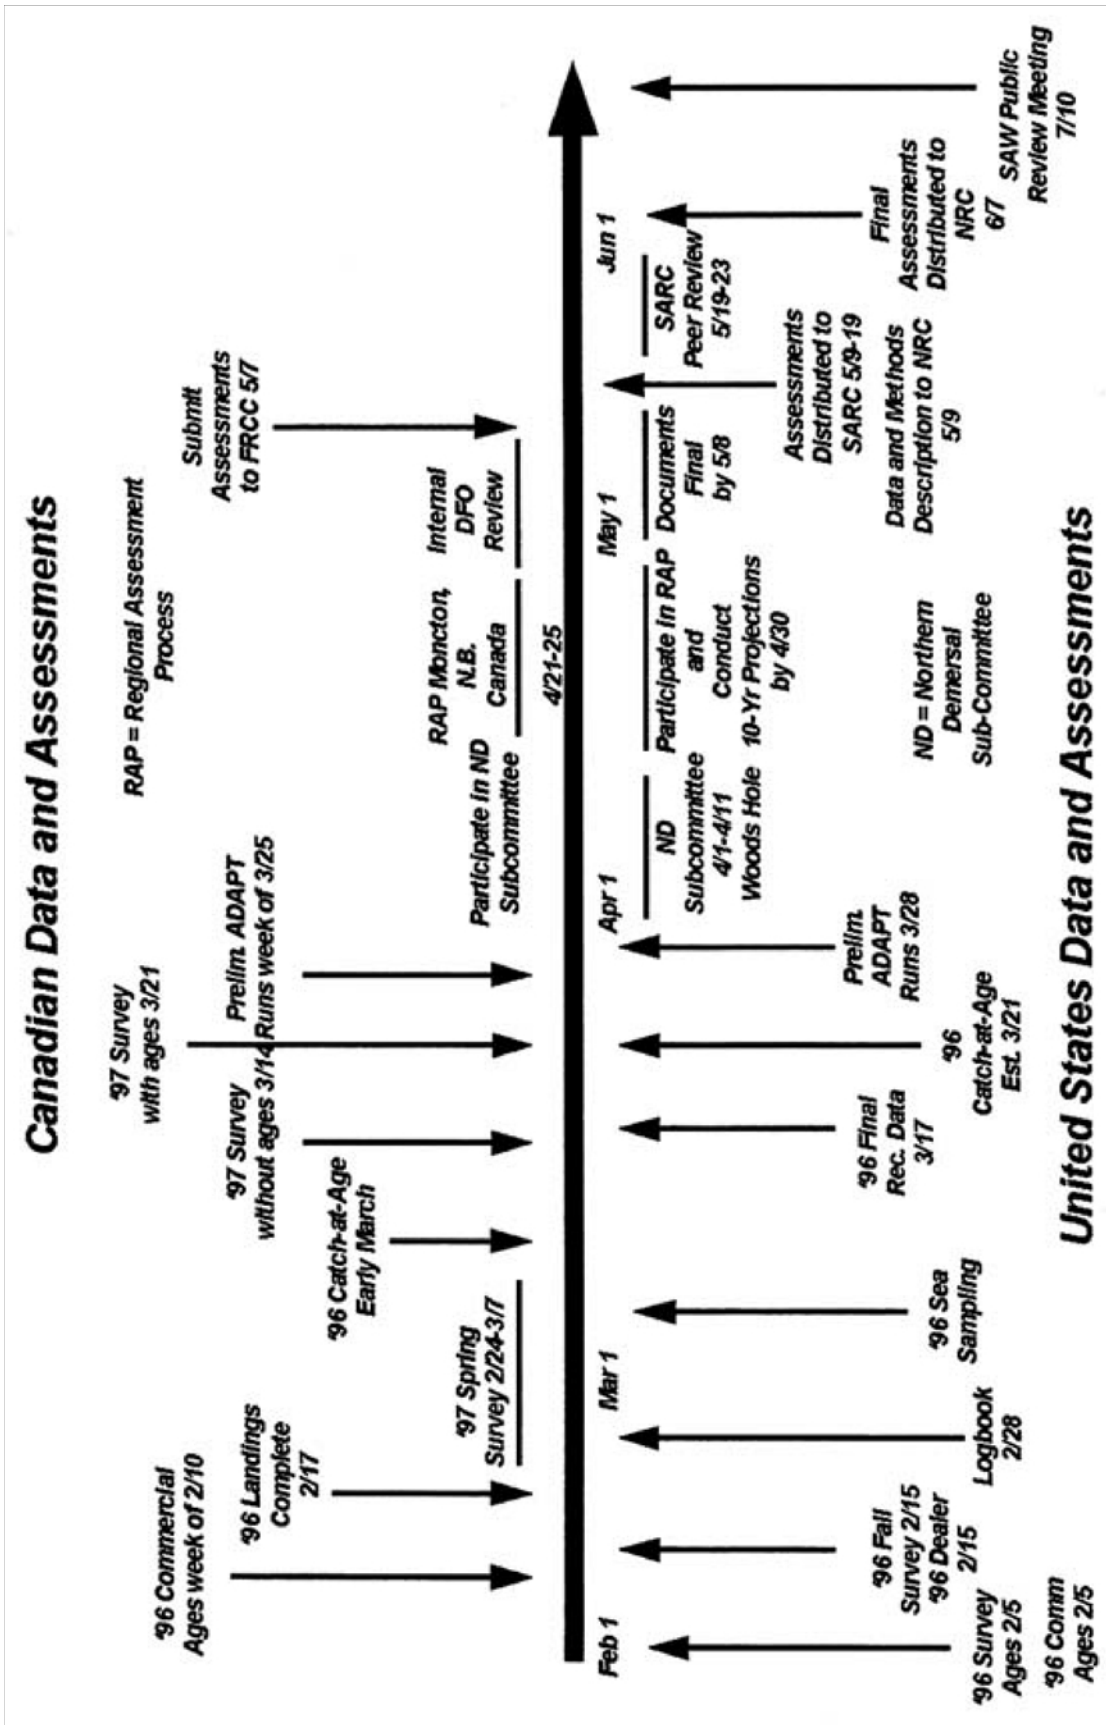 Canadian Data and Assessments
'96 Commercial
Ages week of 2/10
'96 Landings
Complete
2/17
'97 Spring
Survey 2/24-3/7
'96 Catch-at-Age
Early March
'97 Survey
without ages 3/14
'97 Survey
with ages 3/21
Prelim. ADAPT
Runs week of 3/25
Participate in ND
Subcommittee
RAP = Regional Assessment
Process
RAP Moncton,
N.B.
Canada
4/21-25
Internal
DFO
Review
Submit
Assessments
to FRCC 5/7
Feb 1
Mar 1
Apr 1
May 1
Jun 1
'96 Survey
Ages 2/5
'96 Comm
Ages 2/5
'96 Fall
Survey 2/15
'96 Dealer
2/15
Logbook
2/28
'96 Sea
Sampling
'96 Final
Rec. Data
3/17
'96
Catch-at-Age
Est. 3/21
Prelim.
ADAPT
Runs 3/28
ND
Subcommittee
4/1-4/11
Woods Hole
Participate in RAP
and
Conduct
10-Yr Projections
by 4/30
ND = Northern
Demersal
Sub-Committee
Documents
Final
by 5/8
Assessments
Distributed to
SARC 5/9-19
Data and Methods
Description to NRC
5/9
SARC
Peer Review
5/19-23
Final
Assessments
Distributed to
NRC
6/7
SAW Public
Review Meeting
7/10
United States Data and Assessments